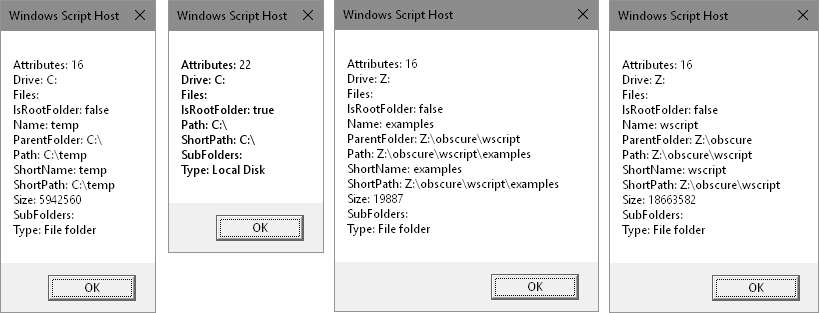 Windows Script Host
Attributes: 16
Drive: C:
Files:
IsRootFolder: false
Name: temp
ParentFolder: C:\
Path: C:\temp
ShortName: temp
ShortPath: C:\temp
Size: 5942560
SubFolders:
Type: File folder
OK
Windows Script Host
Attributes: 22
Drive: C:
Files:
IsRootFolder: true
Path: C:\
ShortPath: C:\
SubFolders:
Type: Local Disk
OK
Windows Script Host
Attributes: 16
Drive: Z:
Files:
IsRootFolder: false
Name: examples
ParentFolder: Z:\obscure\wscript
Path: Z:\obscure\wscript\examples
ShortName: examples
ShortPath: Z:\obscure\wscript\examples
Size: 19887
SubFolders:
Type: File folder
OK
Windows Script Host
Attributes: 16
Drive: Z:
Files:
IsRootFolder: false
Name: wscript
ParentFolder: Z:\obscure
Path: Z:\obscure\wscript
ShortName: wscript
ShortPath: Z:\obscure\wscript
Size: 18663582
SubFolders:
Type: File folder
OK